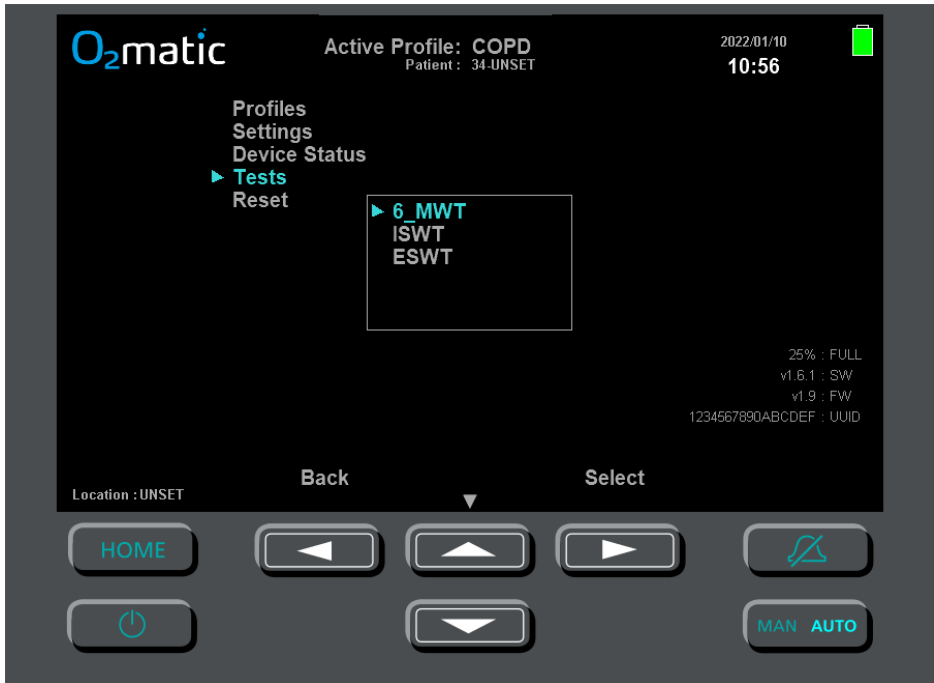 O2matic
Active Profile: COPD
Patient : 34-UNSET
2022/01/10
10:56
Profiles
Settings
Device Status
Tests
Reset
6_MWT
ISWT
ESWT
25% : FULL
v1.6.1 : SW
v1.9 : FW
1234567890ABCDEF : UUID
Back
Select
Location : UNSET
HOME
MAN AUTO